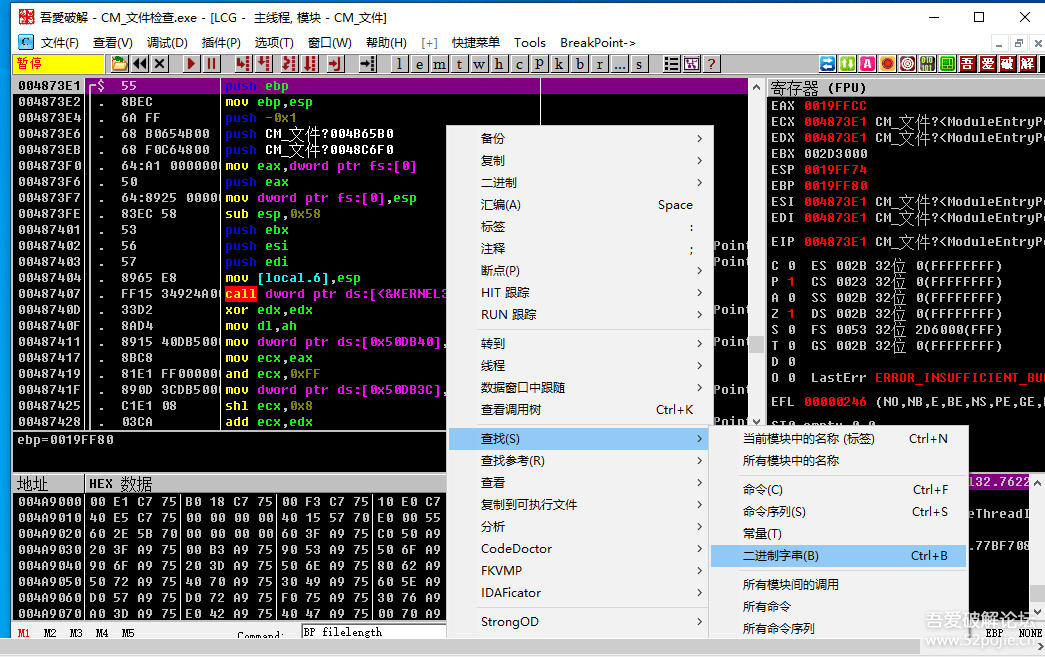 吾爱破解 - CM_文件检查.exe - [LCG - 主线程, 模块 - CM_文件]
文件(F) 查看(V) 调试(D) 插件(P) 选项(T) 窗口(W) 帮助(H) [+] 快捷菜单 Tools BreakPoint->
暂停 l e m t w h c p k b r ... s ? 吾 爱 破 解
004873E1 $ 55 push ebp
004873E2 . 8BEC mov ebp,esp
004873E4 . 6A FF push -0x1
004873E6 . 68 B0654B00 push CM_文件?004B65B0
004873EB . 68 F0C64800 push CM_文件?0048C6F0
004873F0 . 64:A1 0000000 mov eax,dword ptr fs:[0]
004873F6 . 50 push eax
004873F7 . 64:8925 0000 mov dword ptr fs:[0],esp
004873FE . 83EC 58 sub esp,0x58
00487401 . 53 push ebx
00487402 . 56 push esi
00487403 . 57 push edi
00487404 . 8965 E8 mov [local.6],esp
00487407 . FF15 34924A0 call dword ptr ds:[<&KERNEL3
0048740D . 33D2 xor edx,edx
0048740F . 8AD4 mov dl,ah
00487411 . 8915 40DB500 mov dword ptr ds:[0x50DB40],
00487417 . 8BC8 mov ecx,eax
00487419 . 81E1 FF00000 and ecx,0xFF
0048741F . 890D 3CDB500 mov dword ptr ds:[0x50DB3C],
00487425 . C1E1 08 shl ecx,0x8
00487428 . 03CA add ecx,edx
ebp=0019FF80
寄存器 (FPU)
EAX 0019FFCC
ECX 004873E1 CM_文件?<ModuleEntryP
EDX 004873E1 CM_文件?<ModuleEntryP
EBX 002D3000
ESP 0019FF74
EBP 0019FF80
ESI 004873E1 CM_文件?<ModuleEntryP
EDI 004873E1 CM_文件?<ModuleEntryP
EIP 004873E1 CM_文件?<ModuleEntryP
C 0 ES 002B 32位 0(FFFFFFFF)
P 1 CS 0023 32位 0(FFFFFFFF)
A 0 SS 002B 32位 0(FFFFFFFF)
Z 1 DS 002B 32位 0(FFFFFFFF)
S 0 FS 0053 32位 2D6000(FFF)
T 0 GS 002B 32位 0(FFFFFFFF)
D 0
O 0 LastErr ERROR_INSUFFICIENT_BU
EFL 00000246 (NO,NB,E,BE,NS,PE,GE,
ST0 empty 0.0
备份
复制
二进制
汇编(A) Space
标签 :
注释 ;
断点(P)
HIT 跟踪
RUN 跟踪
转到
线程
数据窗口中跟随
查看调用树 Ctrl+K
查找(S)
查找参考(R)
查看
复制到可执行文件
分析
CodeDoctor
FKVMP
IDAFicator
StrongOD
Point
Point
Point
Point
Point
Point
当前模块中的名称 (标签) Ctrl+N
所有模块中的名称
命令(C) Ctrl+F
命令序列(S) Ctrl+S
常量(T)
二进制字串(B) Ctrl+B
所有模块间的调用
所有命令
所有命令序列
地址 HEX 数据
004A9000 00 E1 C7 75 B0 18 C7 75 00 F3 C7 75 10 E0 C7
004A9010 40 E5 C7 75 00 00 00 00 40 15 57 70 E0 00 55
004A9020 60 2E 5B 70 00 00 00 00 60 3F A9 75 C0 50 A9
004A9030 20 3F A9 75 00 B3 A9 75 90 53 A9 75 50 6F A9
004A9040 90 6F A9 75 20 3D A9 75 50 6E A9 75 80 62 A9
004A9050 50 72 A9 75 40 70 A9 75 30 49 A9 75 60 5E A9
004A9060 D0 57 A9 75 D0 72 A9 75 F0 75 A9 75 30 76 A9
004A9070 A0 3D A9 75 E0 42 A9 75 40 47 A9 75 00 70 A9
132.7622
eThreadI
.77BF708
M1 M2 M3 M4 M5 Command: BP filelength EBP NONE
吾爱破解论坛
www.52pojie.cn